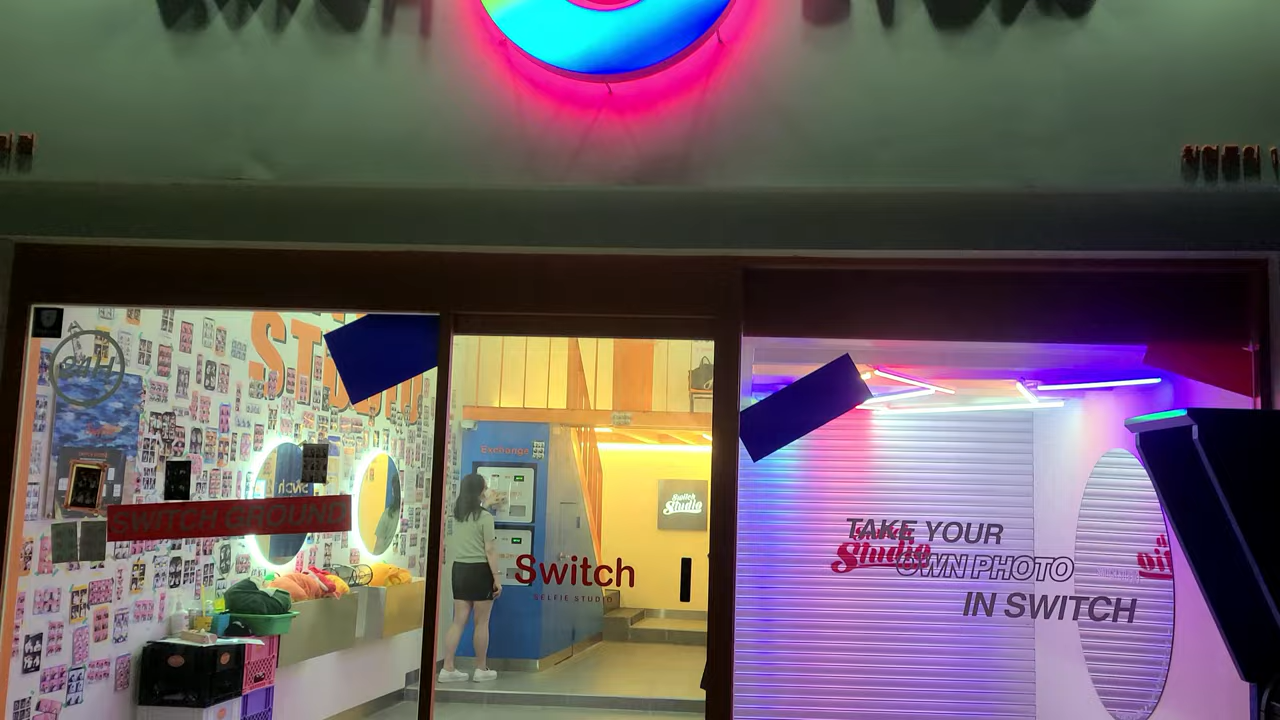 STUDIO
Exchange
Switch
Studio
SWITCH GROUND
Switch
SELFIE STUDIO
TAKE YOUR
Studio
OWN PHOTO
IN SWITCH